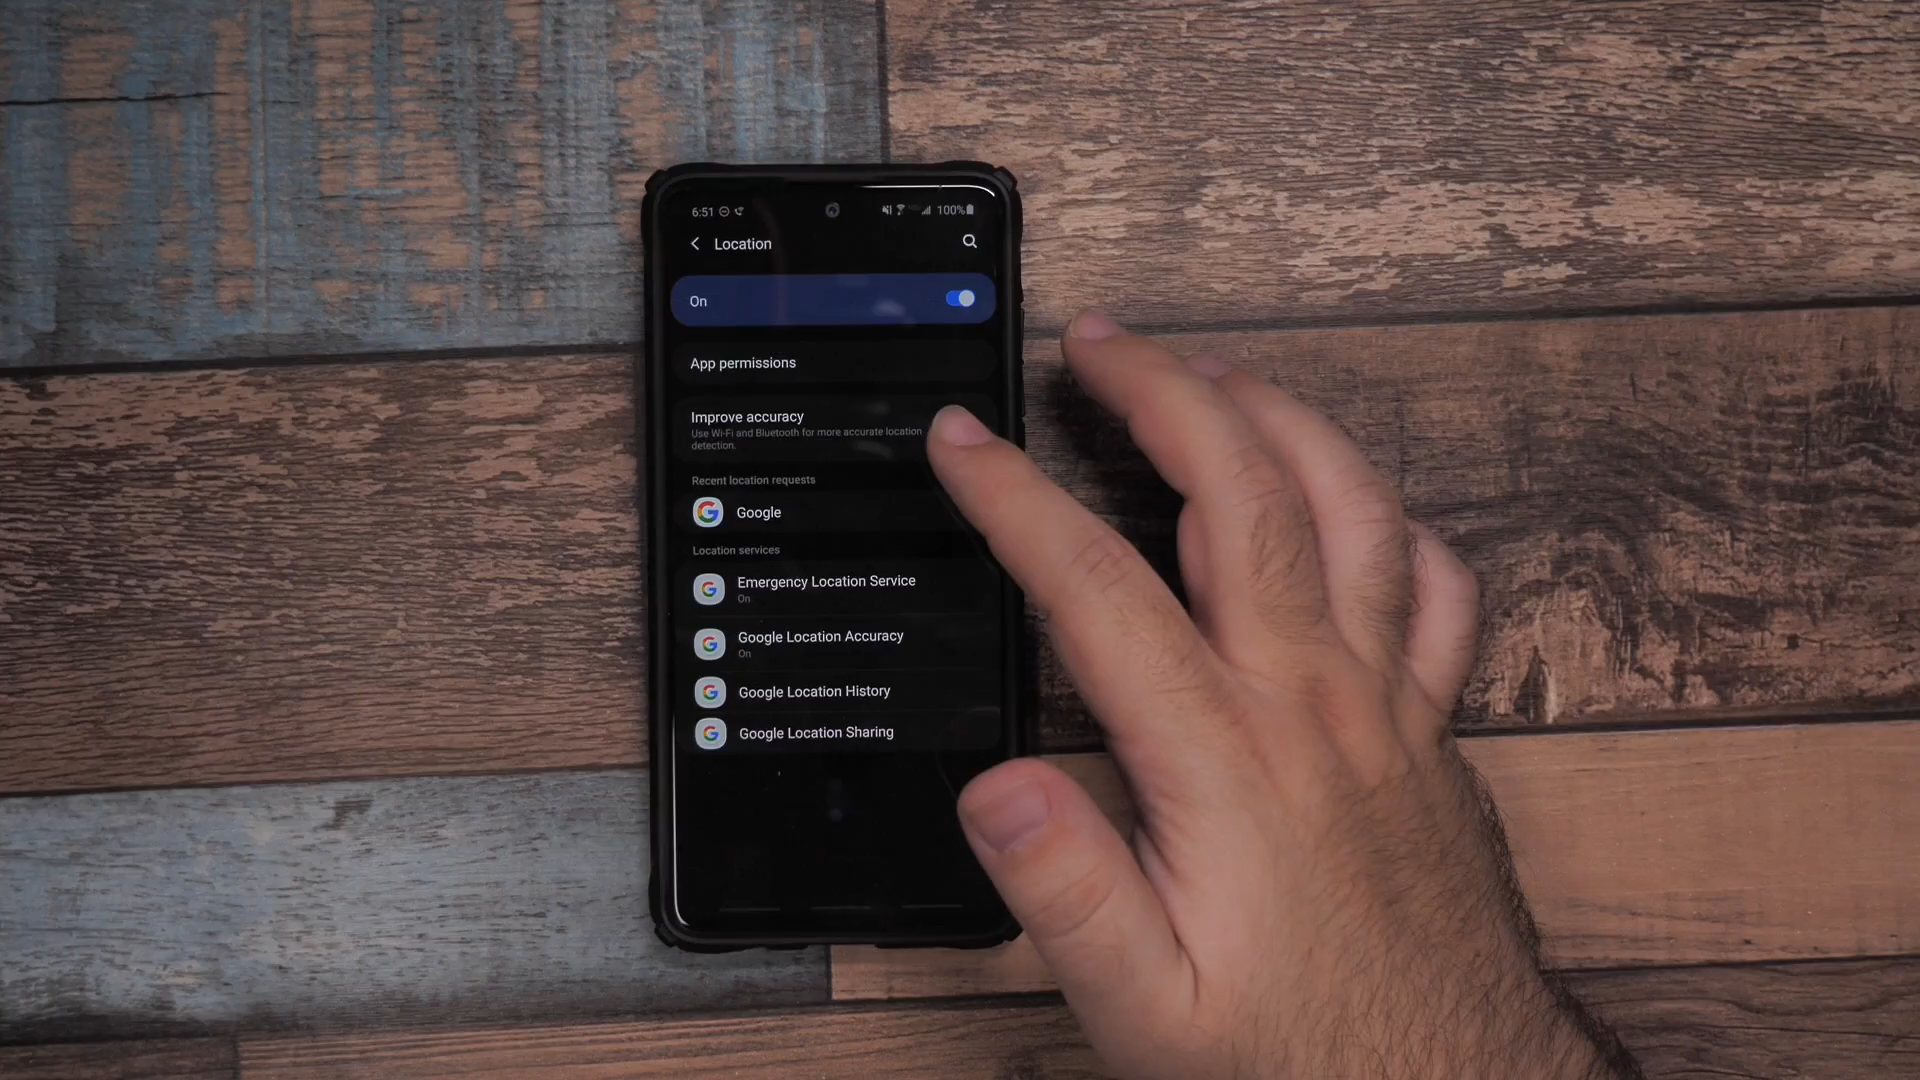 6:51 100%
Location
On
App permissions
Improve accuracy
Use Wi-Fi and Bluetooth for more accurate location
detection.
Recent location requests
Google
Location services
Emergency Location Service
On
Google Location Accuracy
On
Google Location History
Google Location Sharing